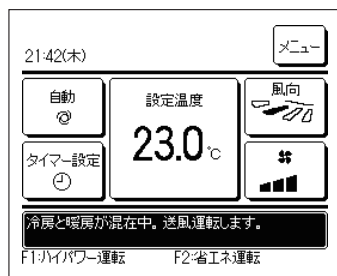 メニュー
21:42(木)
自動
設定温度
風向
タイマー設定
23.0℃
冷房と暖房が混在中。送風運転します。
F1:ハイパワー運転 F2:省エネ運転